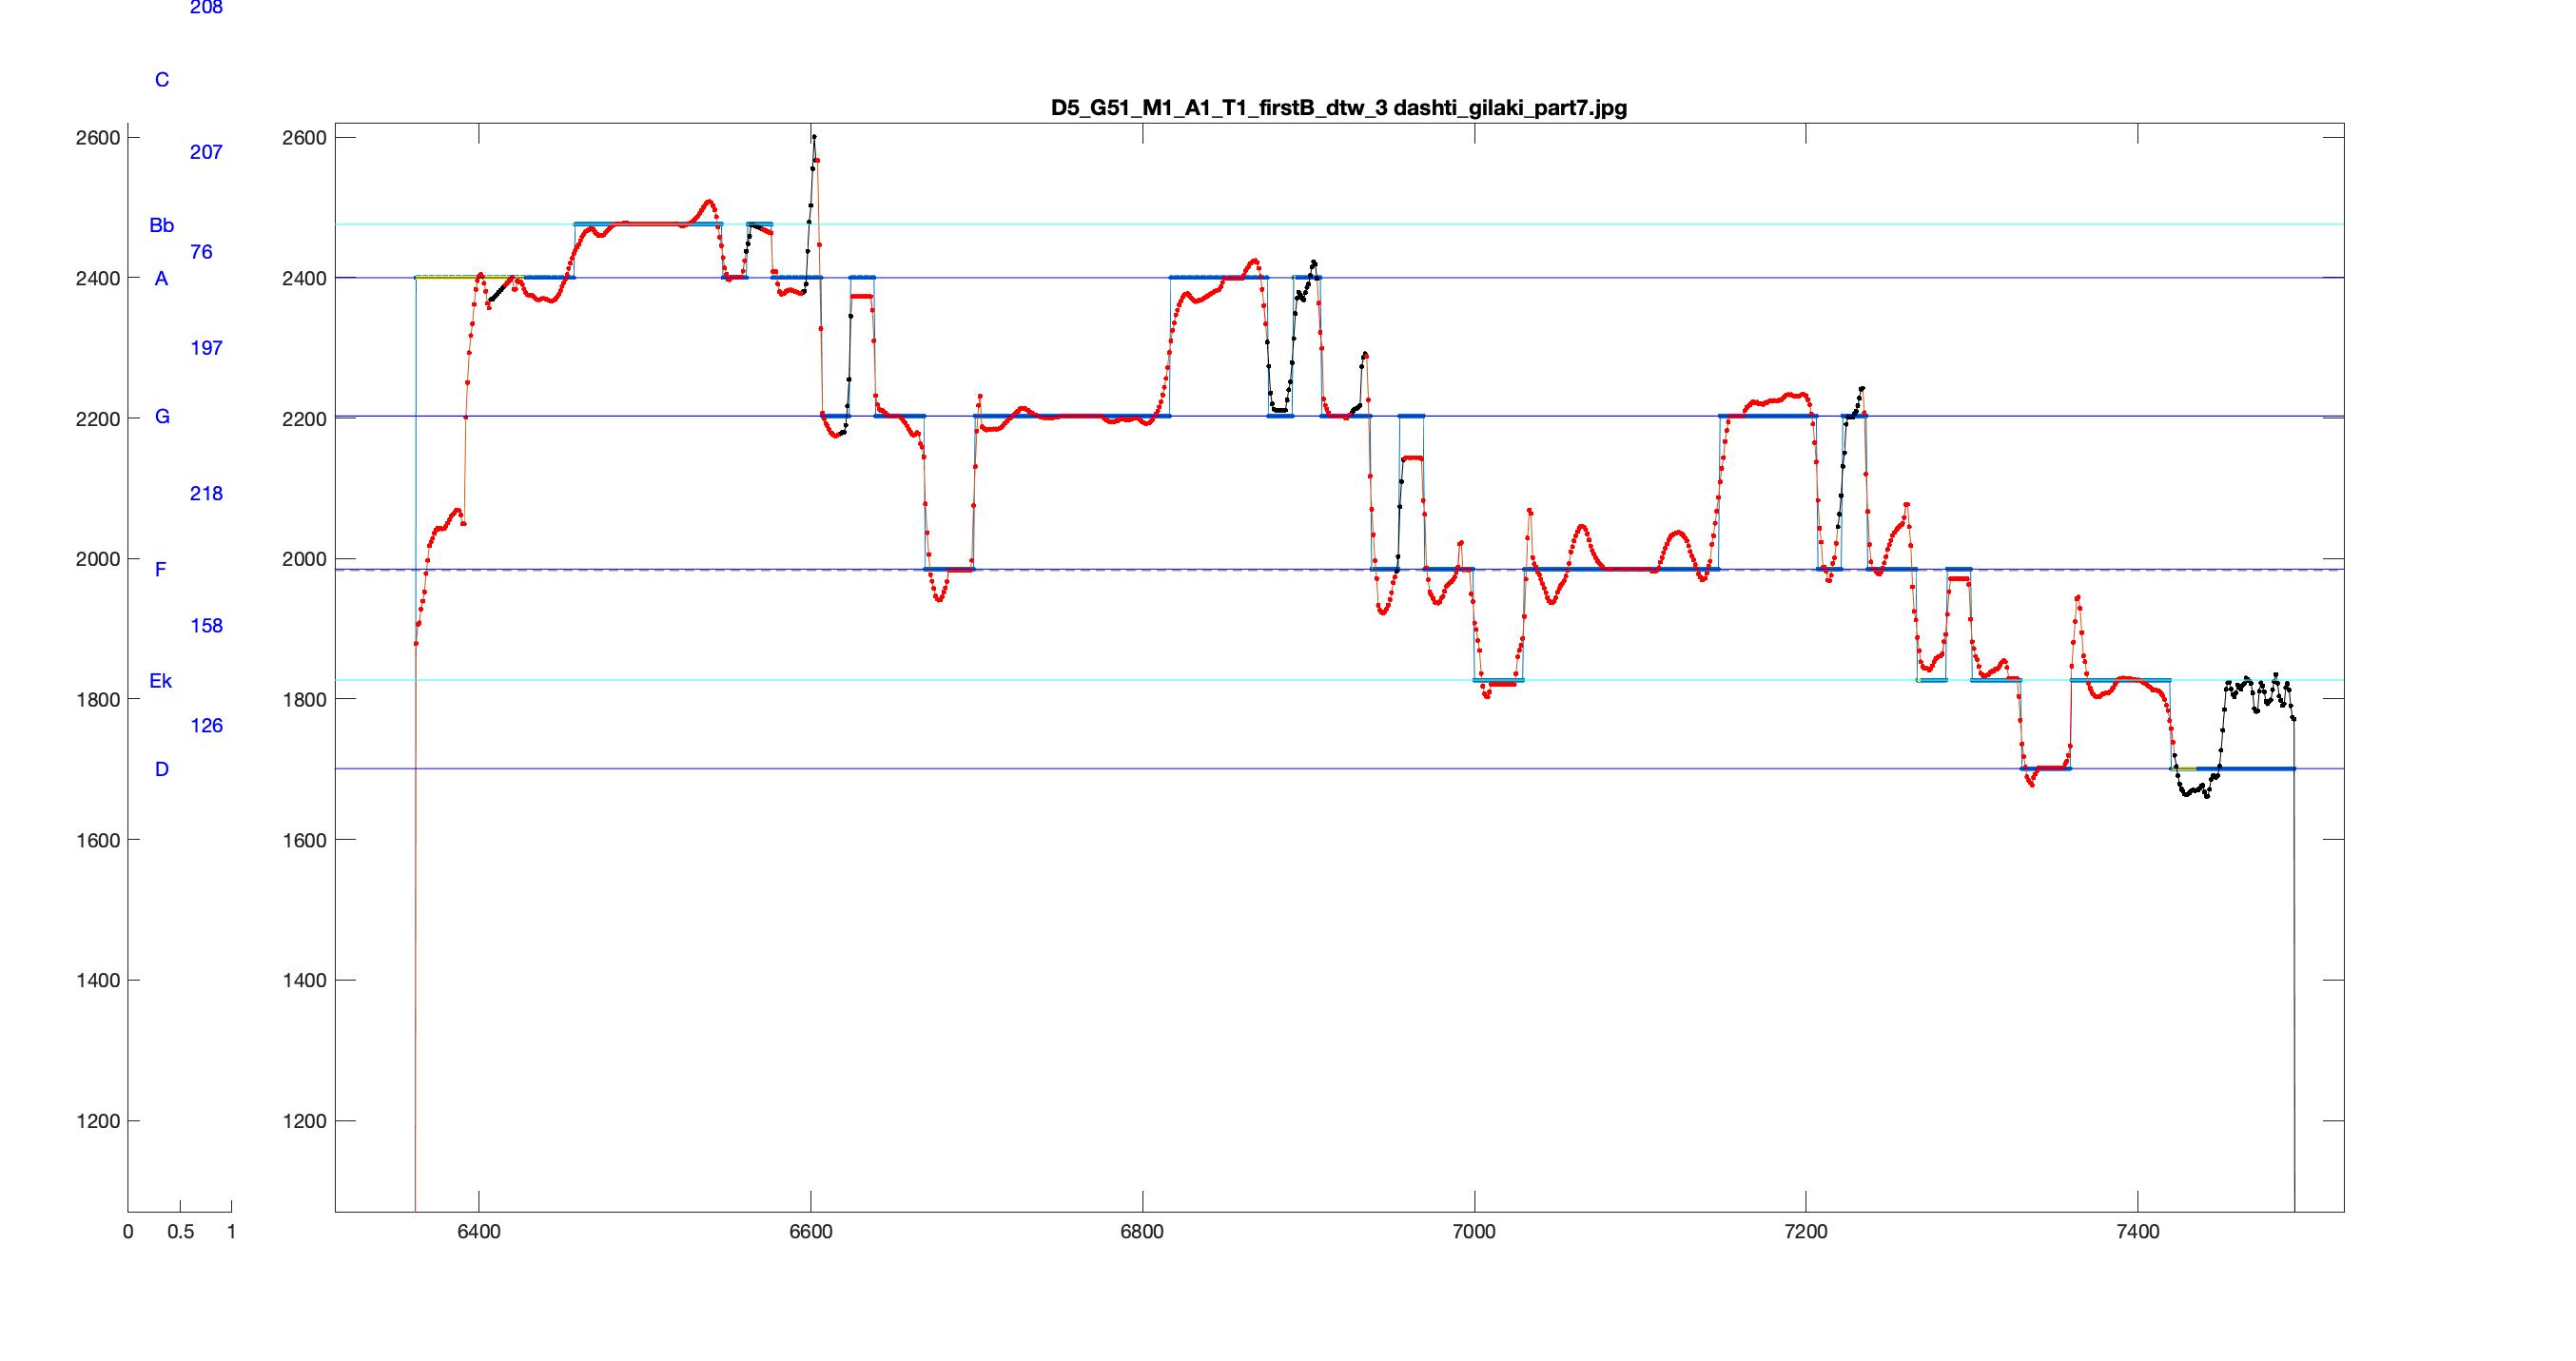 208
C
D5_G51_M1_A1_T1_firstB_dtw_3 dashti_gilaki_part7.jpg
2600 2600
207
Bb
76
2400 A 2400
197
2200 G 2200
218
2000 F 2000
158
1800 Ek 1800
126
D
1600 1600
1400 1400
1200 1200
0 0.5 1 6400 6600 6800 7000 7200 7400